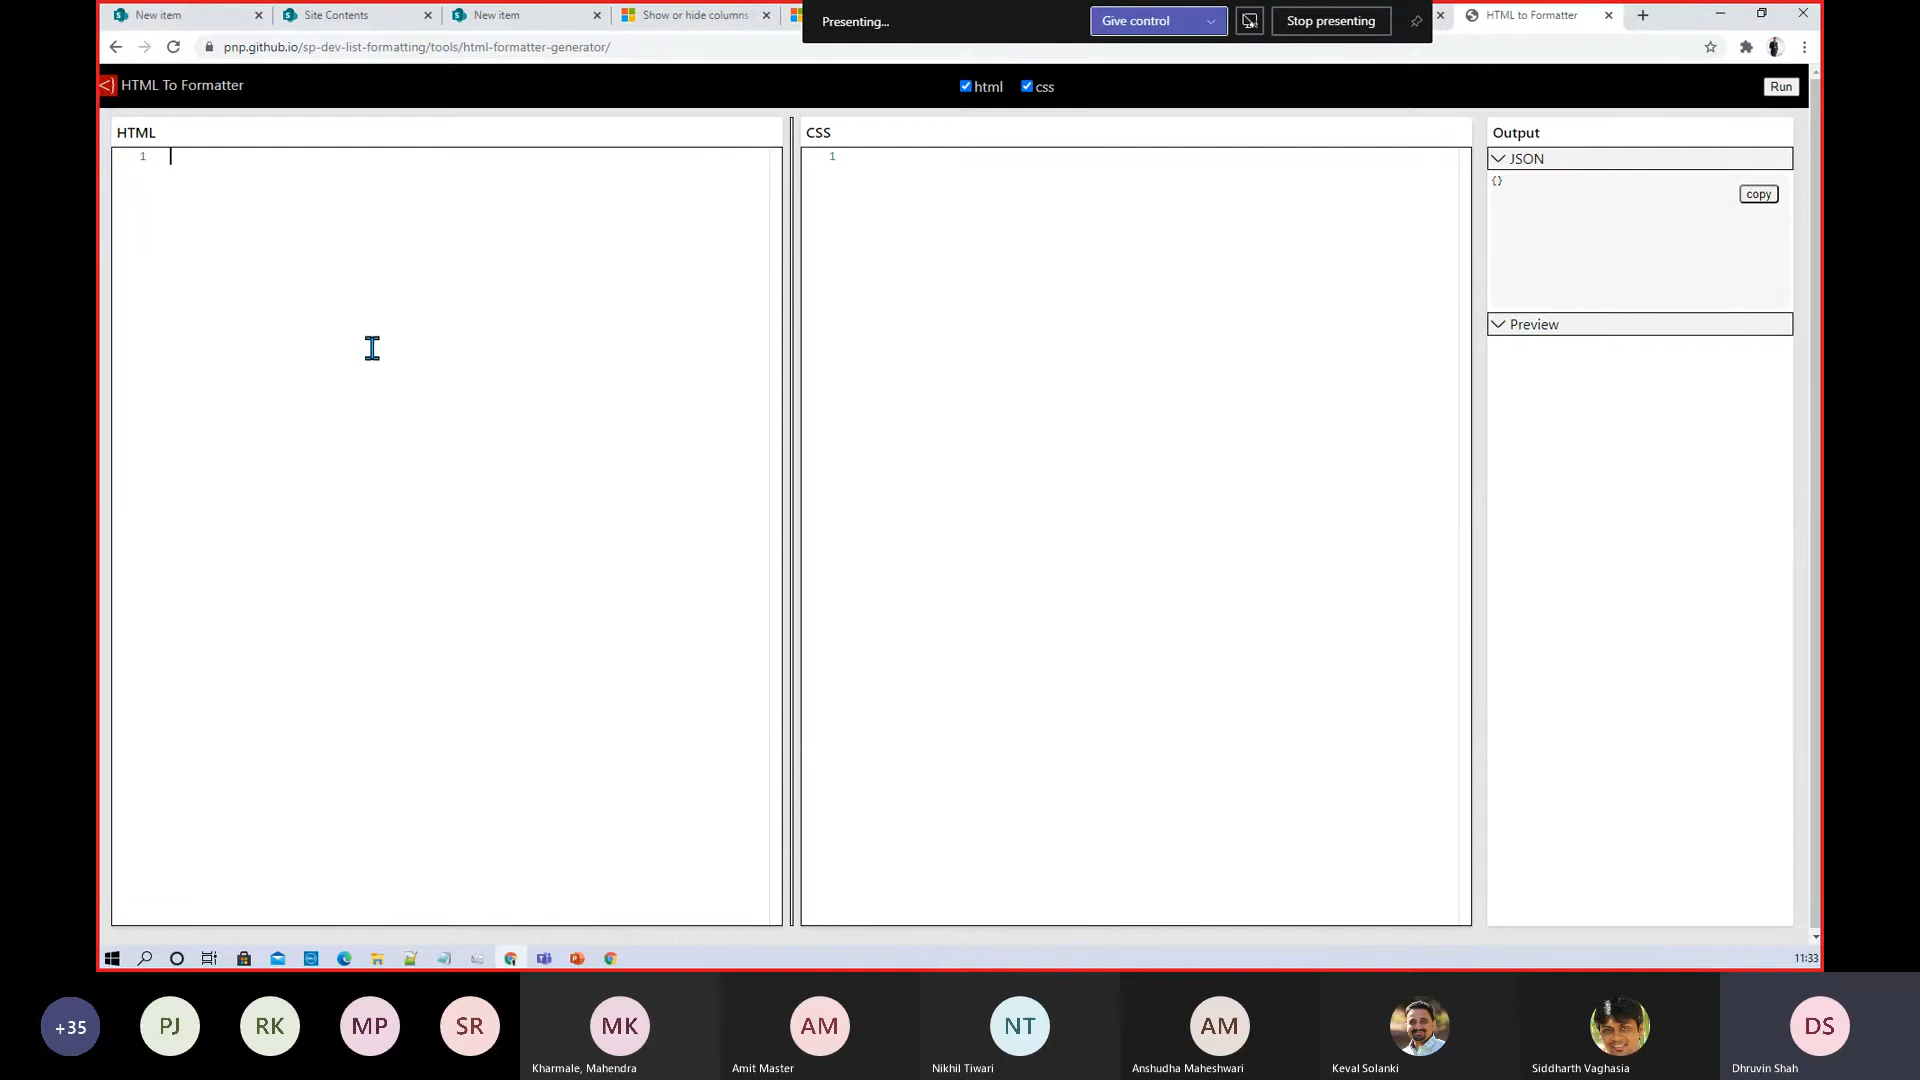 New item
Site Contents
New item
Show or hide columns
Presenting...
Give control
Stop presenting
HTML to Formatter
pnp.github.io/sp-dev-list-formatting/tools/html-formatter-generator/
<} HTML To Formatter
html
css
Run
HTML
CSS
Output
1
1
JSON
{}
copy
Preview
11:33
+35
PJ
RK
MP
SR
MK
AM
NT
AM
DS
Kharmale, Mahendra
Amit Master
Nikhil Tiwari
Anshudha Maheshwari
Keval Solanki
Siddharth Vaghasia
Dhruvin Shah